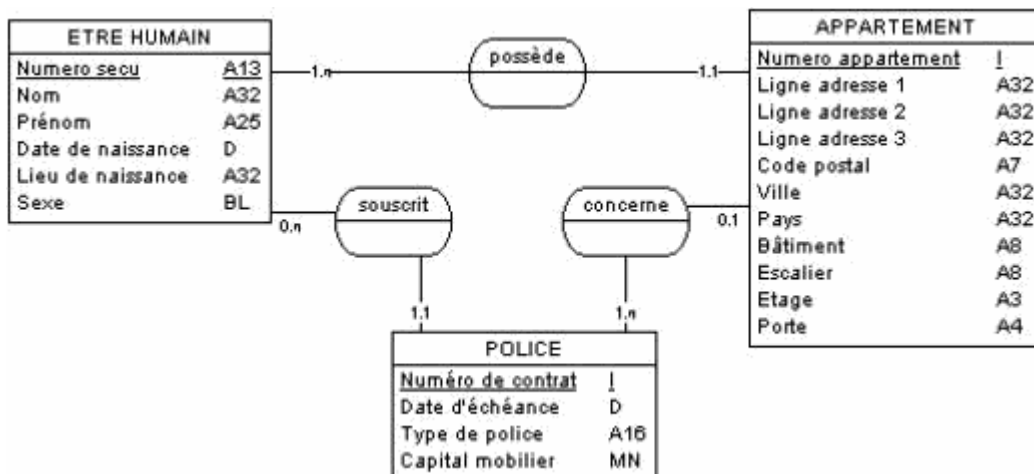 ETRE HUMAIN
Numero secu A13
Nom A32
Prénom A25
Date de naissance D
Lieu de naissance A32
Sexe BL
1.n
possède
1.1
APPARTEMENT
Numero appartement I
Ligne adresse 1 A32
Ligne adresse 2 A32
Ligne adresse 3 A32
Code postal A7
Ville A32
Pays A32
Bâtiment A8
Escalier A8
Etage A3
Porte A4
0.n
souscrit
1.1
concerne
0.1
1.n
POLICE
Numéro de contrat I
Date d'échéance D
Type de police A16
Capital mobilier MN